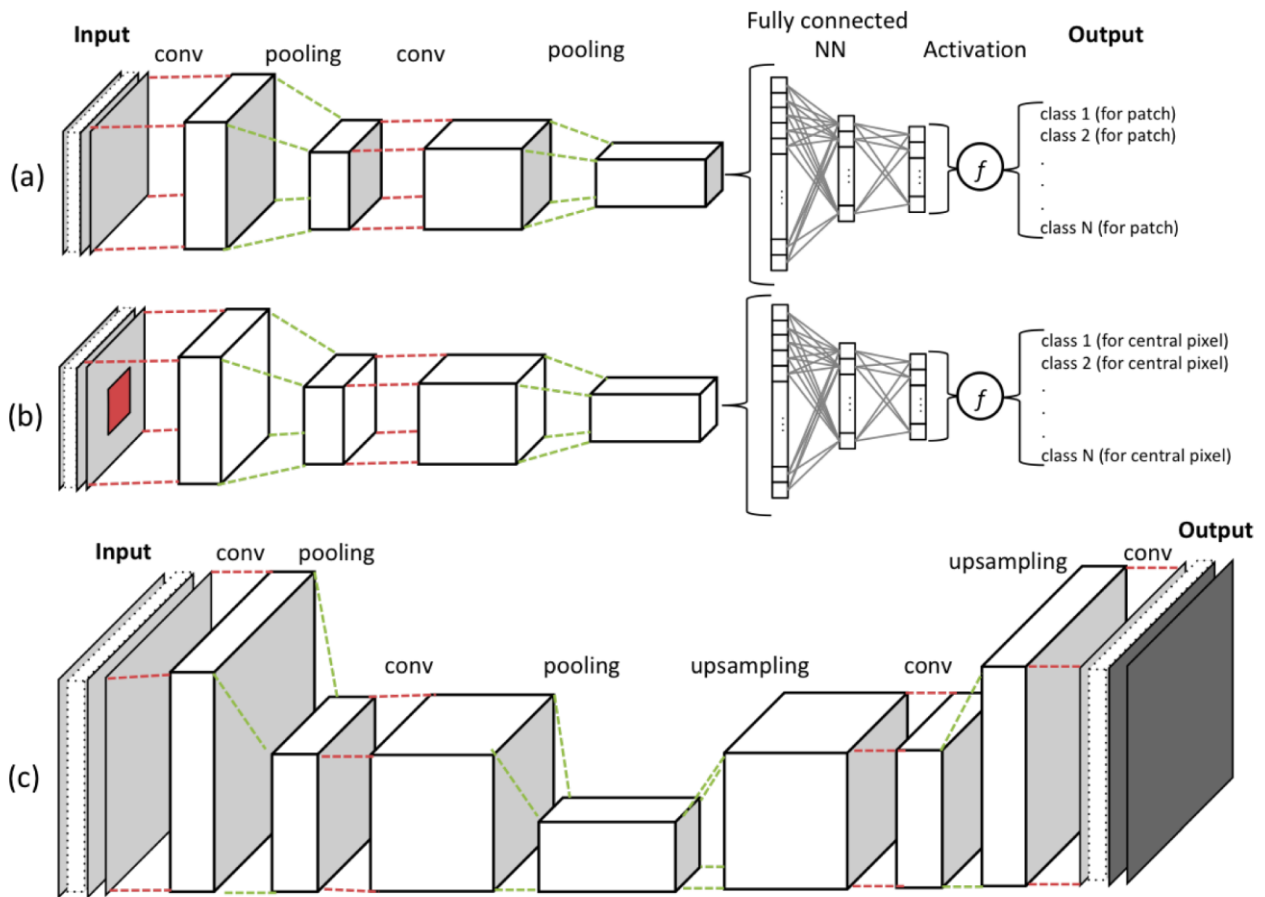 Input
conv
pooling
conv
pooling
Fully connected
NN
Activation
Output
(a)
class 1 (for patch)
class 2 (for patch)
.
.
.
class N (for patch)
f
⋮
⋮
⋮
(b)
class 1 (for central pixel)
class 2 (for central pixel)
.
.
.
class N (for central pixel)
f
⋮
⋮
⋮
Input
conv
pooling
conv
pooling
upsampling
conv
upsampling
conv
Output
(c)